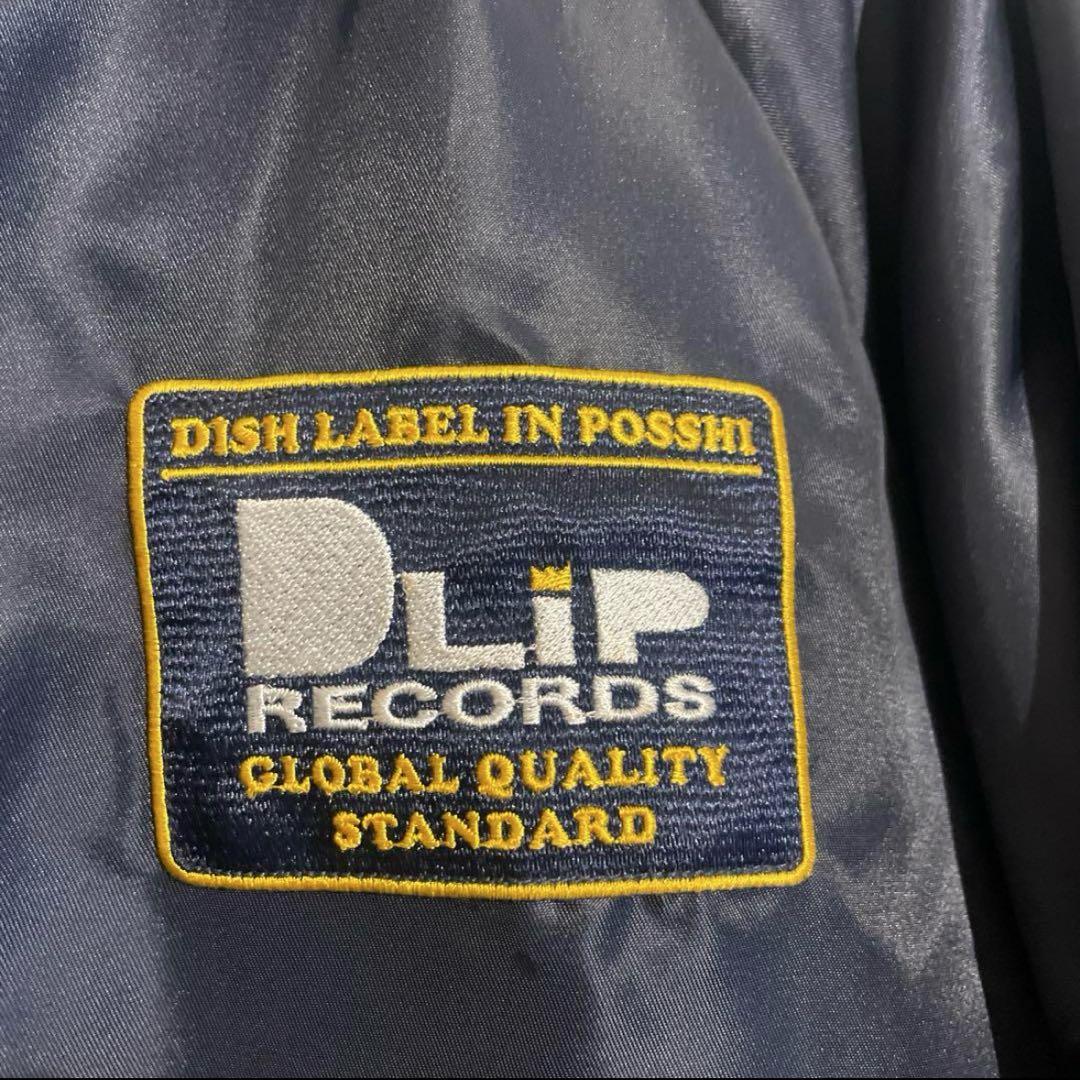 DISH LABEL IN POSSHI
DLiP
RECORDS
GLOBAL QUALITY
STANDARD